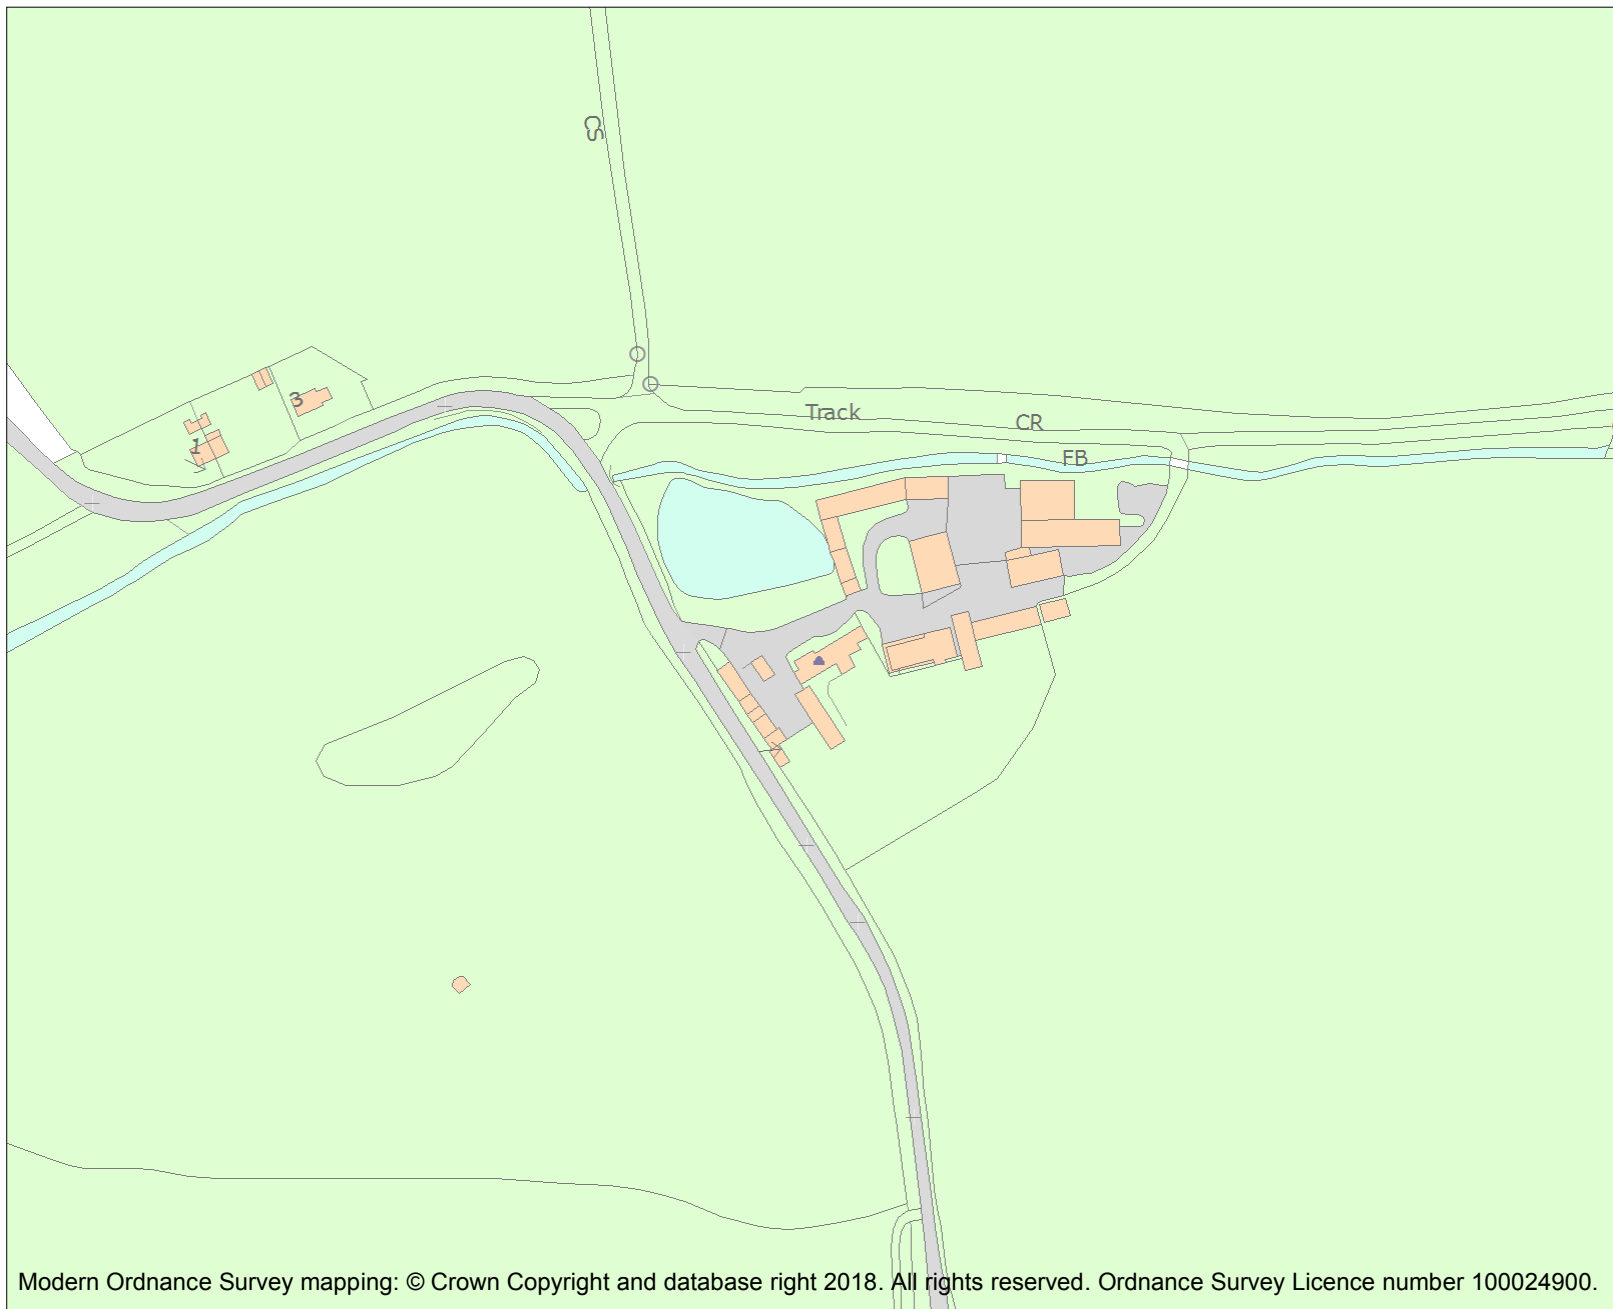 CS
Track
CR
FB
3
1
Modern Ordnance Survey mapping: © Crown Copyright and database right 2018. All rights reserved. Ordnance Survey Licence number 100024900.